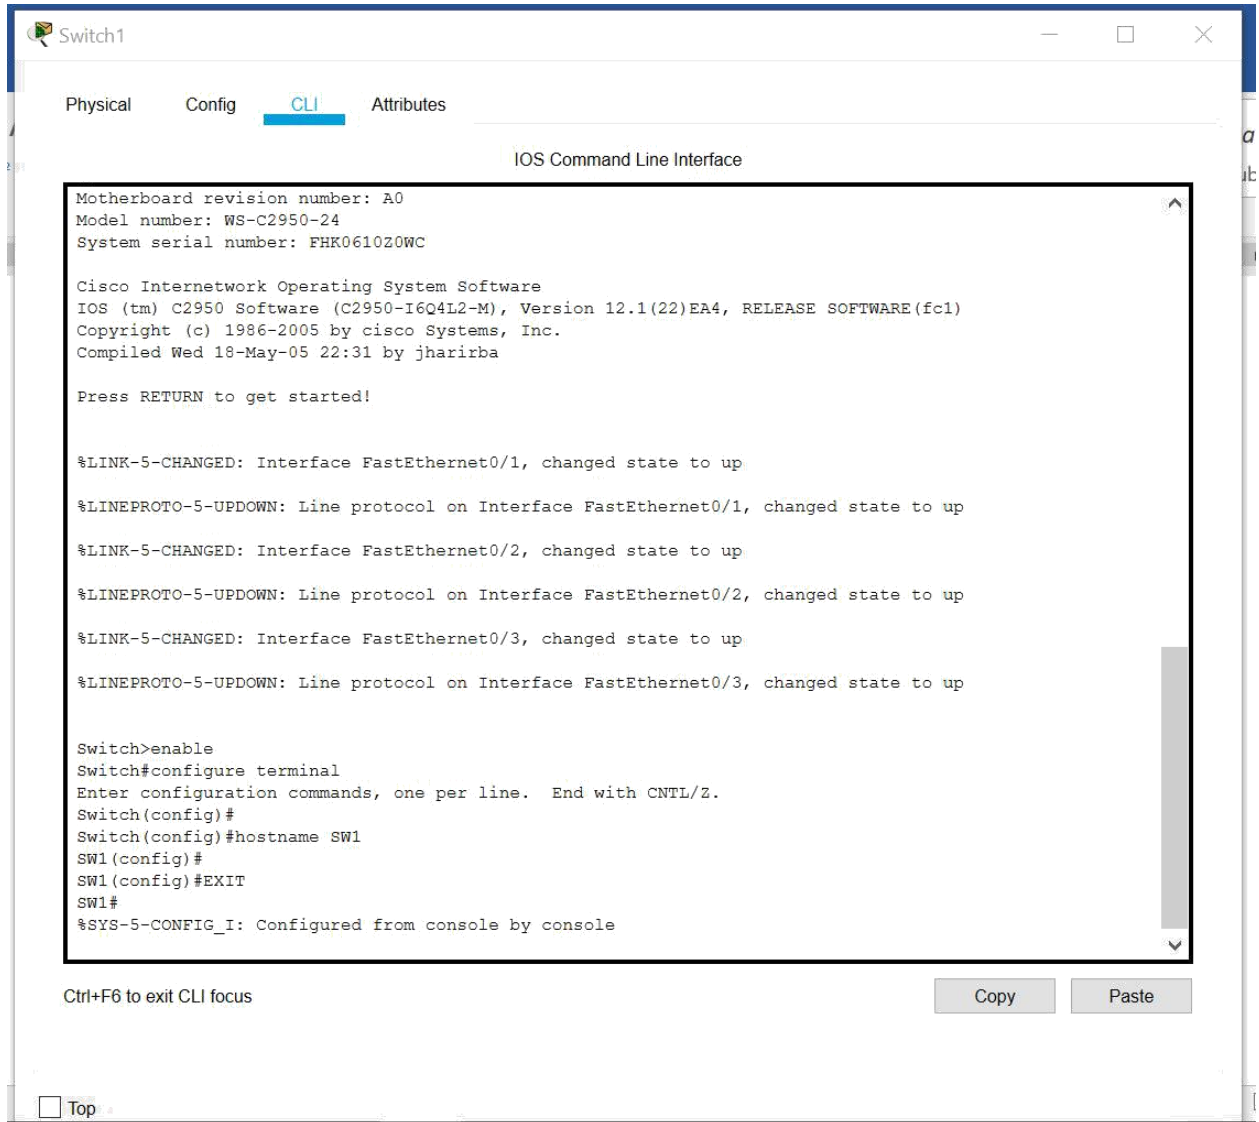 Switch1
Physical Config CLI Attributes
IOS Command Line Interface
Motherboard revision number: A0
Model number: WS-C2950-24
System serial number: FHK0610Z0WC
Cisco Internetwork Operating System Software
IOS (tm) C2950 Software (C2950-I6Q4L2-M), Version 12.1(22)EA4, RELEASE SOFTWARE(fc1)
Copyright (c) 1986-2005 by cisco Systems, Inc.
Compiled Wed 18-May-05 22:31 by jharirba
Press RETURN to get started!
%LINK-5-CHANGED: Interface FastEthernet0/1, changed state to up
%LINEPROTO-5-UPDOWN: Line protocol on Interface FastEthernet0/1, changed state to up
%LINK-5-CHANGED: Interface FastEthernet0/2, changed state to up
%LINEPROTO-5-UPDOWN: Line protocol on Interface FastEthernet0/2, changed state to up
%LINK-5-CHANGED: Interface FastEthernet0/3, changed state to up
%LINEPROTO-5-UPDOWN: Line protocol on Interface FastEthernet0/3, changed state to up
Switch>enable
Switch#configure terminal
Enter configuration commands, one per line.  End with CNTL/Z.
Switch(config)#
Switch(config)#hostname SW1
SW1(config)#
SW1(config)#EXIT
SW1#
%SYS-5-CONFIG_I: Configured from console by console
Ctrl+F6 to exit CLI focus
Copy Paste
Top